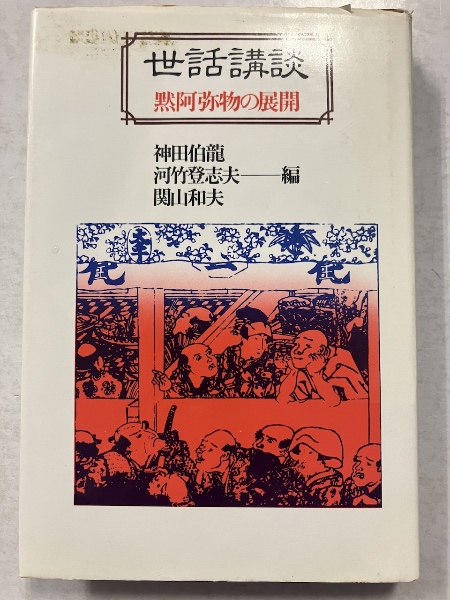 世話講談
黙阿弥物の展開
神田伯龍
河竹登志夫――編
関山和夫